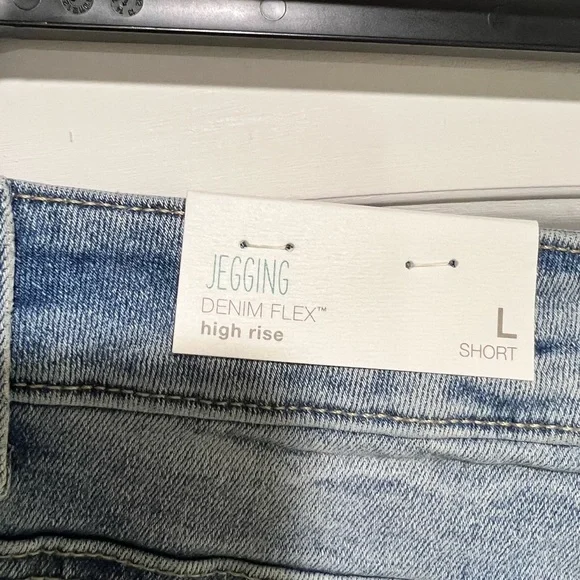 JEGGING
DENIM FLEX™
high rise
L
SHORT